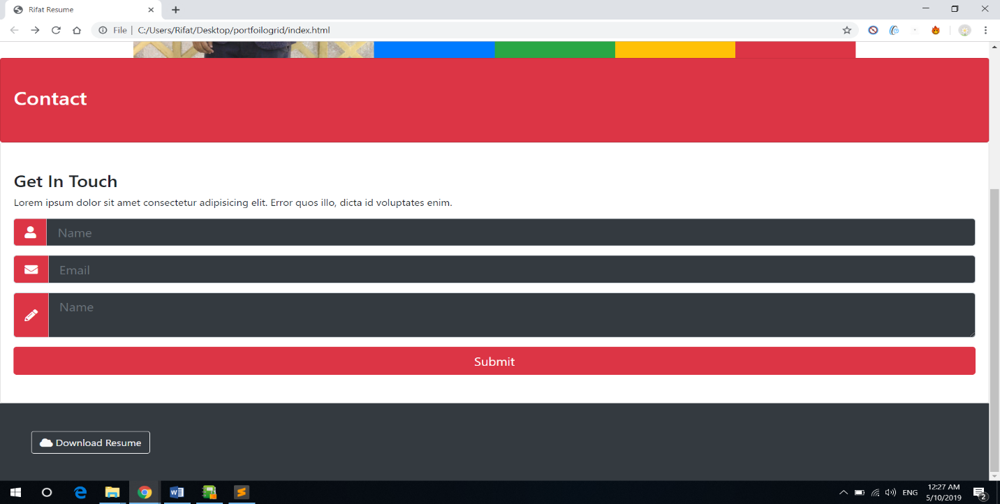 Rifat Resume
File | C:/Users/Rifat/Desktop/portfoilogrid/index.html
Contact
Get In Touch
Lorem ipsum dolor sit amet consectetur adipisicing elit. Error quos illo, dicta id voluptates enim.
Name
Email
Name
Submit
Download Resume
ENG
12:27 AM
5/10/2019
2